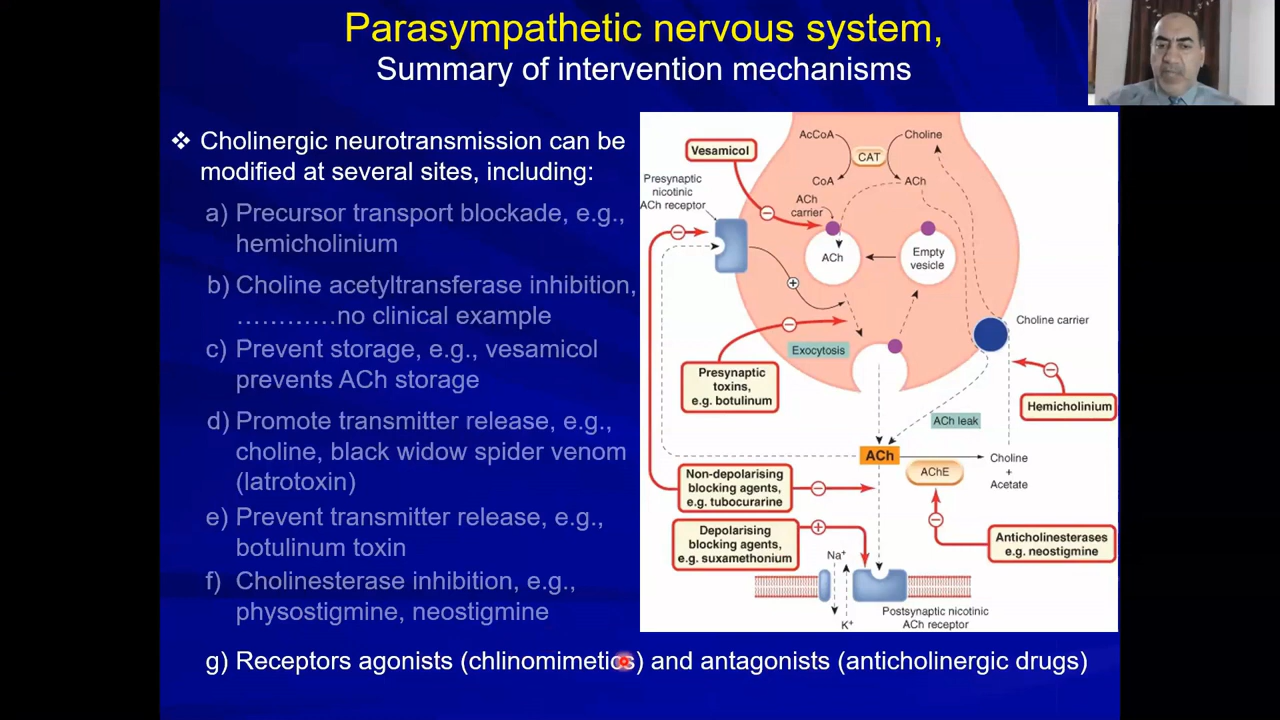 Parasympathetic nervous system,
Summary of intervention mechanisms
❖ Cholinergic neurotransmission can be
modified at several sites, including:
a) Precursor transport blockade, e.g.,
hemicholinium
b) Choline acetyltransferase inhibition,
…………no clinical example
c) Prevent storage, e.g., vesamicol
prevents ACh storage
d) Promote transmitter release, e.g.,
choline, black widow spider venom
(latrotoxin)
e) Prevent transmitter release, e.g.,
botulinum toxin
f) Cholinesterase inhibition, e.g.,
physostigmine, neostigmine
g) Receptors agonists (chlinomimetics) and antagonists (anticholinergic drugs)
Vesamicol
AcCoA
Choline
CAT
CoA
ACh
Presynaptic
nicotinic
ACh receptor
ACh
carrier
ACh
Empty
vesicle
+
Choline carrier
Exocytosis
Presynaptic
toxins,
e.g. botulinum
Hemicholinium
ACh leak
ACh
AChE
Choline
+
Acetate
Non-depolarising
blocking agents,
e.g. tubocurarine
Depolarising
blocking agents,
e.g. suxamethonium
+
Anticholinesterases
e.g. neostigmine
Na⁺
K⁺
Postsynaptic nicotinic
ACh receptor